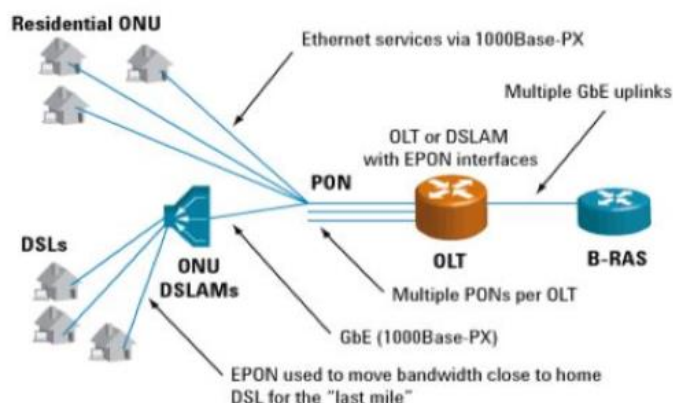 Residential ONU
Ethernet services via 1000Base-PX
Multiple GbE uplinks
OLT or DSLAM
with EPON interfaces
PON
DSLs
ONU
DSLAMs
OLT
B-RAS
Multiple PONs per OLT
GbE (1000Base-PX)
EPON used to move bandwidth close to home
DSL for the "last mile"